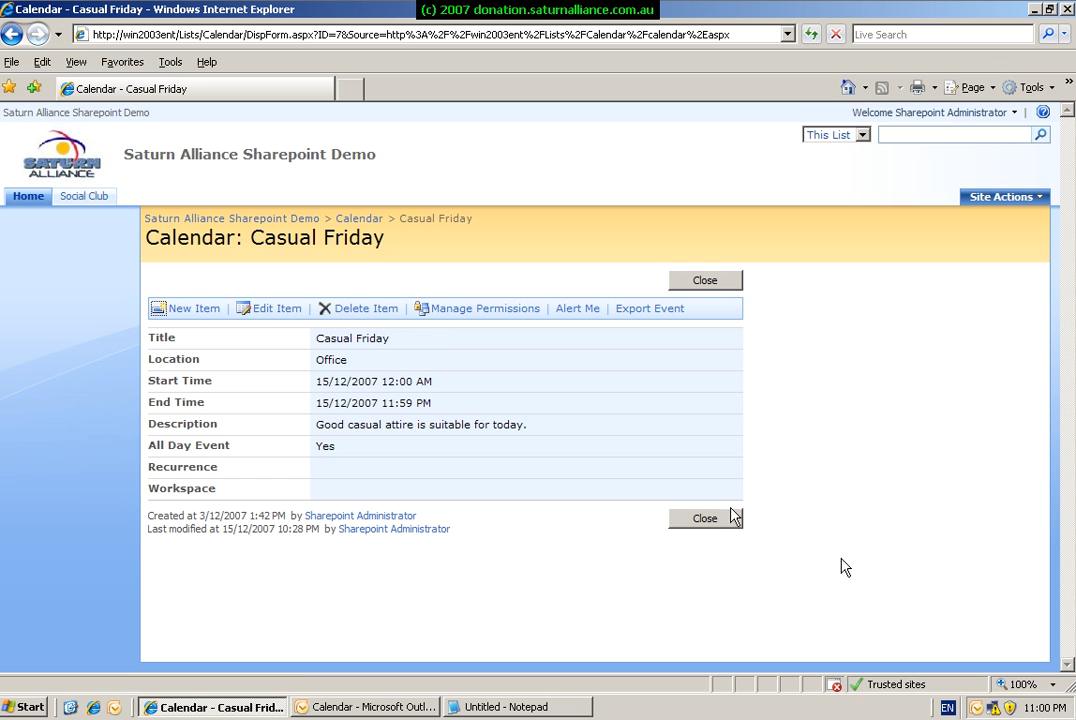 Calendar - Casual Friday - Windows Internet Explorer
(c) 2007 donation.saturnalliance.com.au
http://win2003ent/Lists/Calendar/DispForm.aspx?ID=7&Source=http%3A%2F%2Fwin2003ent%2FLists%2FCalendar%2Fcalendar%2Easpx
Live Search
File Edit View Favorites Tools Help
Calendar - Casual Friday
Page Tools
Saturn Alliance Sharepoint Demo
Welcome Sharepoint Administrator
This List
SATURN
ALLIANCE
Saturn Alliance Sharepoint Demo
Home Social Club
Site Actions
Saturn Alliance Sharepoint Demo > Calendar > Casual Friday
Calendar: Casual Friday
Close
New Item | Edit Item | Delete Item | Manage Permissions | Alert Me | Export Event
Title Casual Friday
Location Office
Start Time 15/12/2007 12:00 AM
End Time 15/12/2007 11:59 PM
Description Good casual attire is suitable for today.
All Day Event Yes
Recurrence
Workspace
Created at 3/12/2007 1:42 PM by Sharepoint Administrator
Close
Last modified at 15/12/2007 10:28 PM by Sharepoint Administrator
Trusted sites
100%
Start
Calendar - Casual Frid...
Calendar - Microsoft Outl...
Untitled - Notepad
EN
11:00 PM